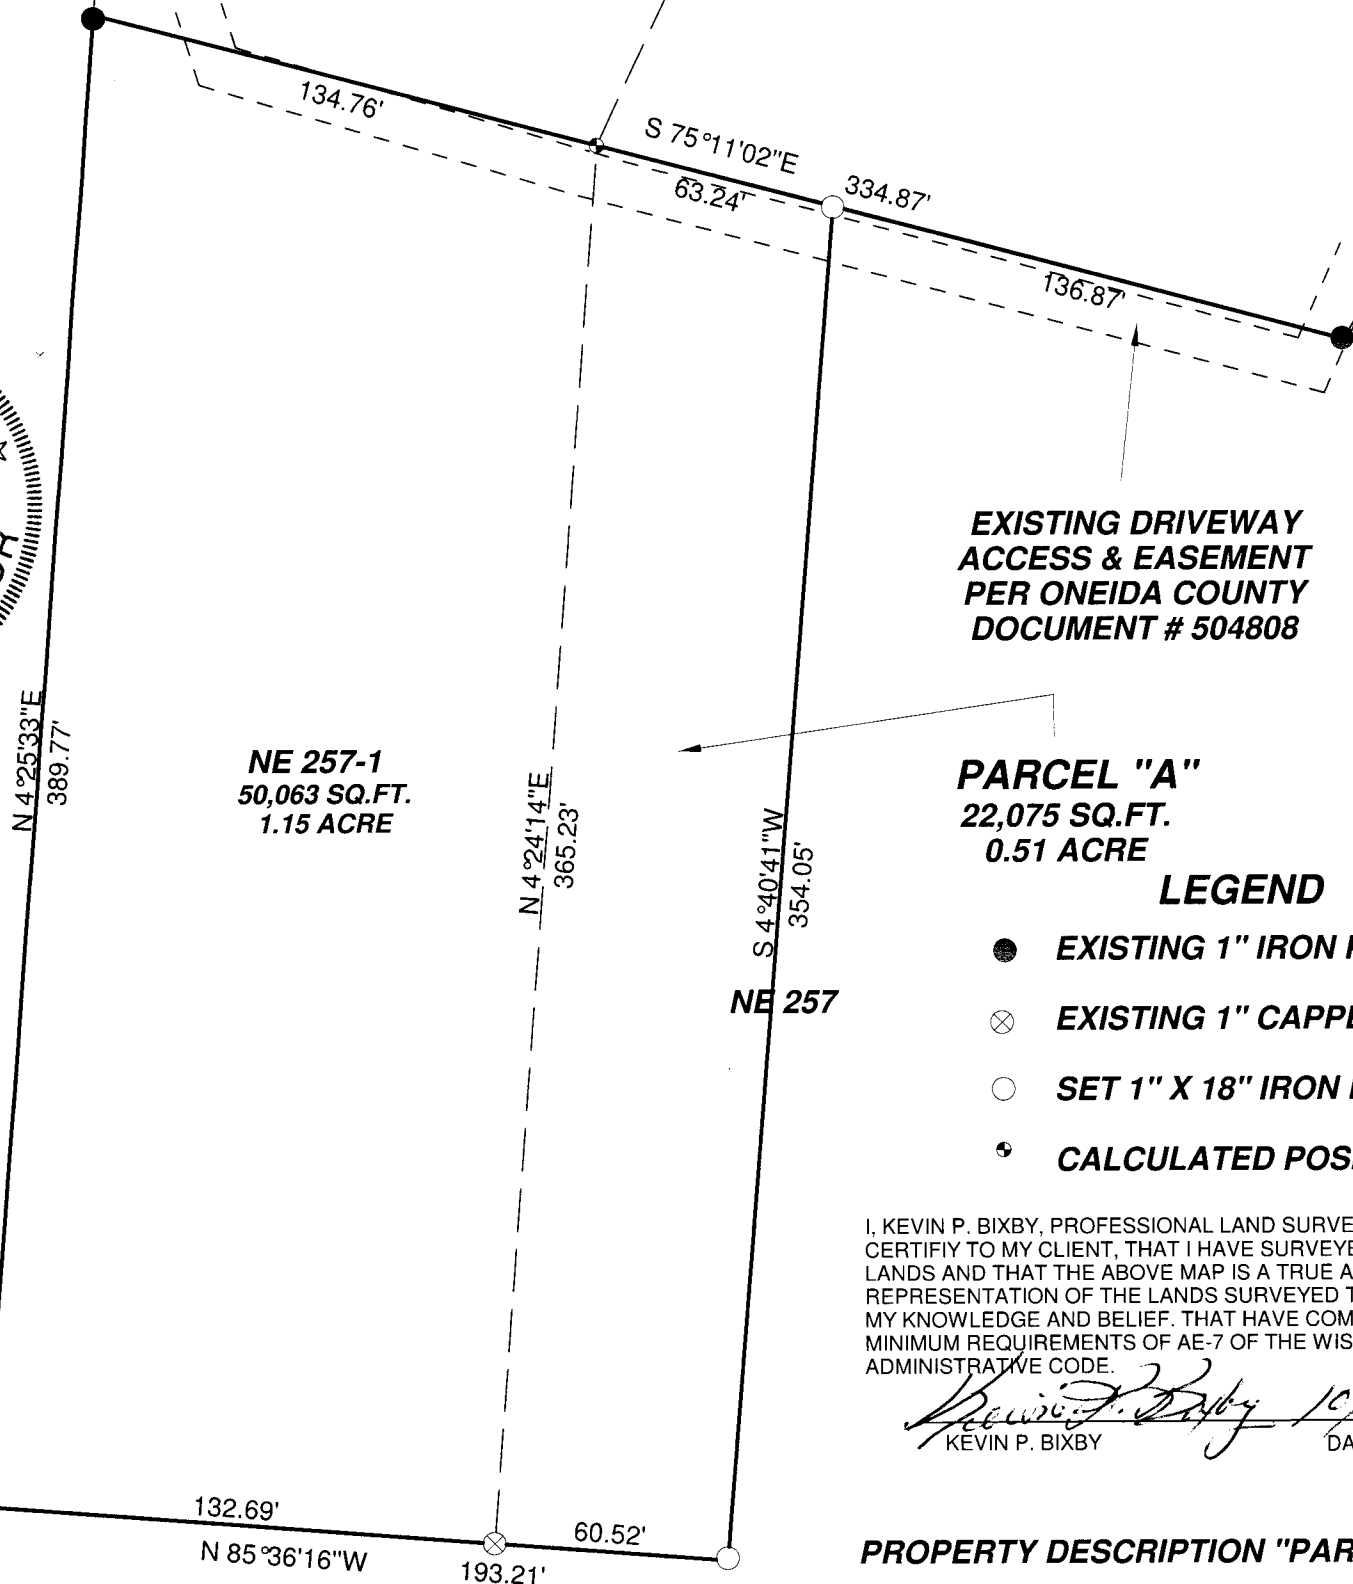 134.76'
S 75°11'02"E
63.24'
334.87'
136.87'
EXISTING DRIVEWAY
ACCESS & EASEMENT
PER ONEIDA COUNTY
DOCUMENT # 504808
N 4°25'33"E
389.77'
NE 257-1
50,063 SQ.FT.
1.15 ACRE
N 4°24'14"E
365.23'
S 4°40'41"W
354.05'
PARCEL "A"
22,075 SQ.FT.
0.51 ACRE
NE 257
LEGEND
EXISTING 1" IRON
EXISTING 1" CAPPE
SET 1" X 18" IRON
CALCULATED POS
I, KEVIN P. BIXBY, PROFESSIONAL LAND SURVE
CERTIFIY TO MY CLIENT, THAT I HAVE SURVEYE
LANDS AND THAT THE ABOVE MAP IS A TRUE A
REPRESENTATION OF THE LANDS SURVEYED T
MY KNOWLEDGE AND BELIEF. THAT HAVE COM
MINIMUM REQUIREMENTS OF AE-7 OF THE WIS
ADMINISTRATIVE CODE.
Kevin P. Bixby 10/
KEVIN P. BIXBY DA
132.69'
N 85°36'16"W
193.21'
60.52'
PROPERTY DESCRIPTION "PAR